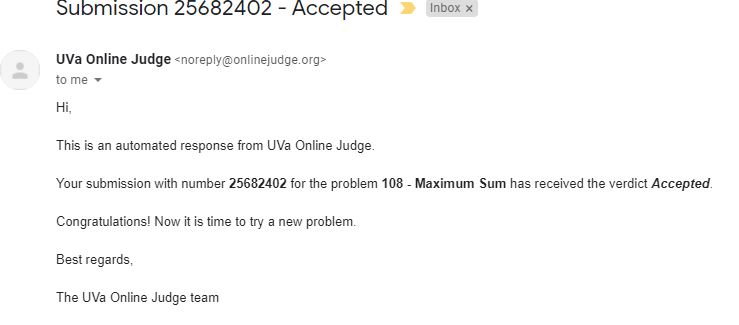 Submission 25682402 - Accepted Inbox ×
UVa Online Judge <noreply@onlinejudge.org>
to me
Hi,
This is an automated response from UVa Online Judge.
Your submission with number 25682402 for the problem 108 - Maximum Sum has received the verdict Accepted.
Congratulations! Now it is time to try a new problem.
Best regards,
The UVa Online Judge team